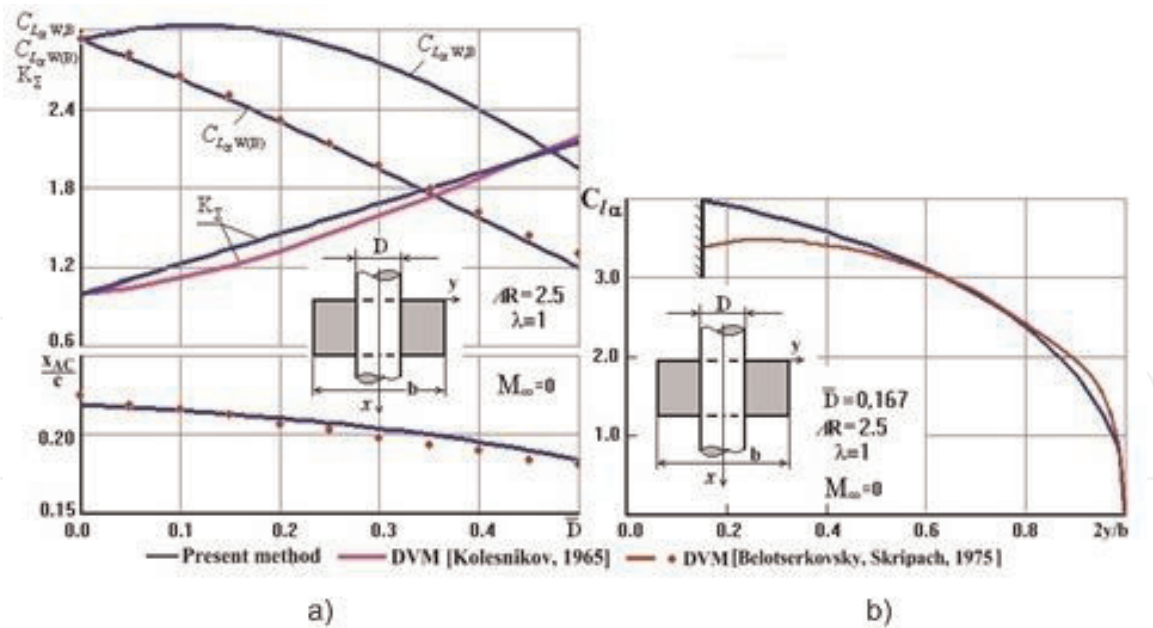 C_{Lα W,B}
C_{Lα W(B)}
K_Σ
2.4
1.8
1.2
0.6
C_{Lα W,B}
C_{Lα W(B)}
K_Σ
D
y
b
x
AR=2.5
λ=1
x_{AC}/c
0.20
0.15
M∞=0
0.0 0.1 0.2 0.3 0.4 D̅
C_{lα}
3.0
2.0
1.0
D
y
b
x
D̅=0,167
AR=2.5
λ=1
M∞=0
0.0 0.2 0.4 0.6 0.8 2y/b
Present method DVM [Kolesnikov, 1965] DVM [Belotserkovsky, Skripach, 1975]
a) b)